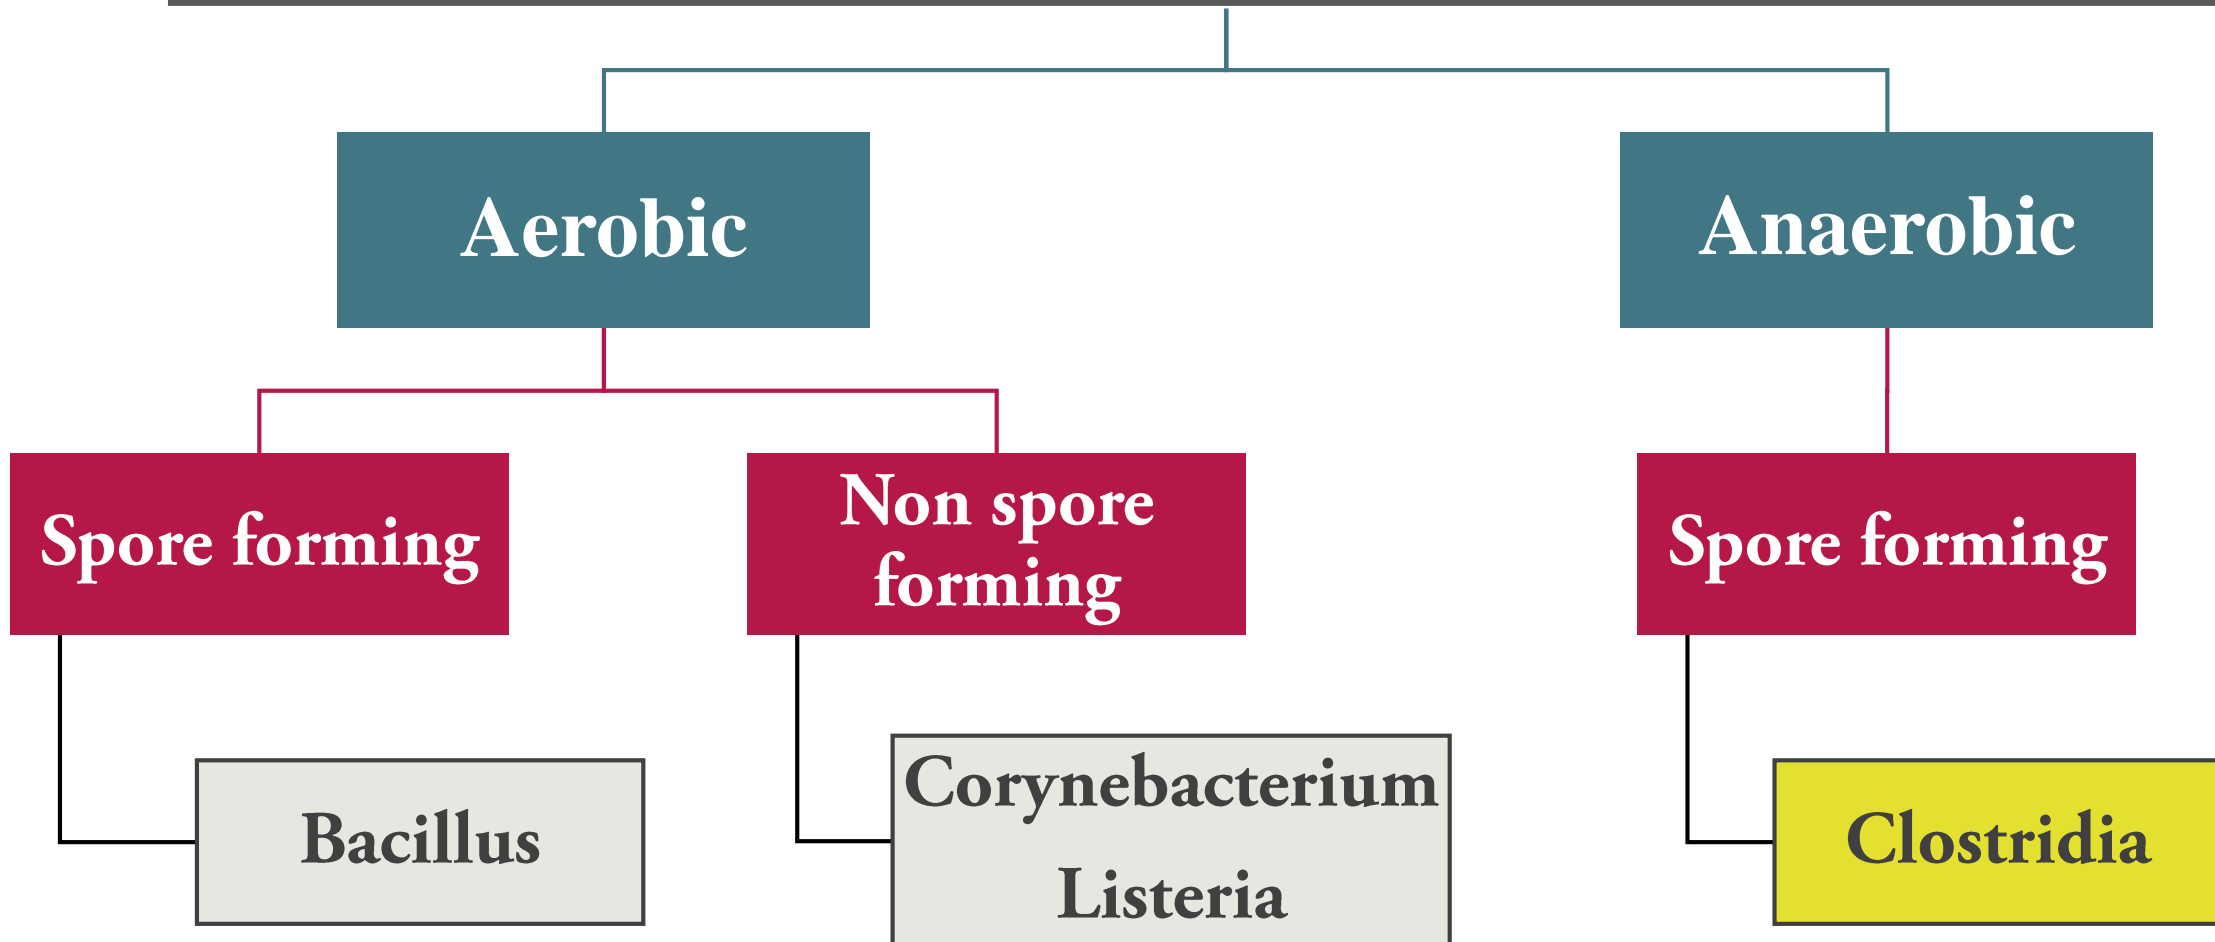 Aerobic
Anaerobic
Spore forming
Non spore
forming
Spore forming
Bacillus
Corynebacterium
Listeria
Clostridia